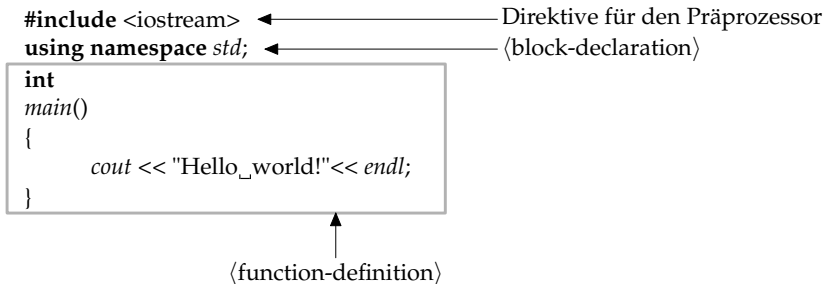 #include <iostream> Direktive für den Präprozessor
using namespace std; ⟨block-declaration⟩
int
main()
{
cout << "Hello␣world!"<< endl;
}
⟨function-definition⟩